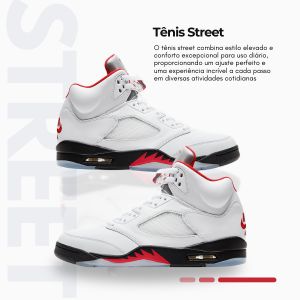 STREET
Tênis Street
O tênis street combina estilo elevado e
conforto excepcional para uso diário,
proporcionando um ajuste perfeito e
uma experiência incrível a cada passo
em diversas atividades cotidianas